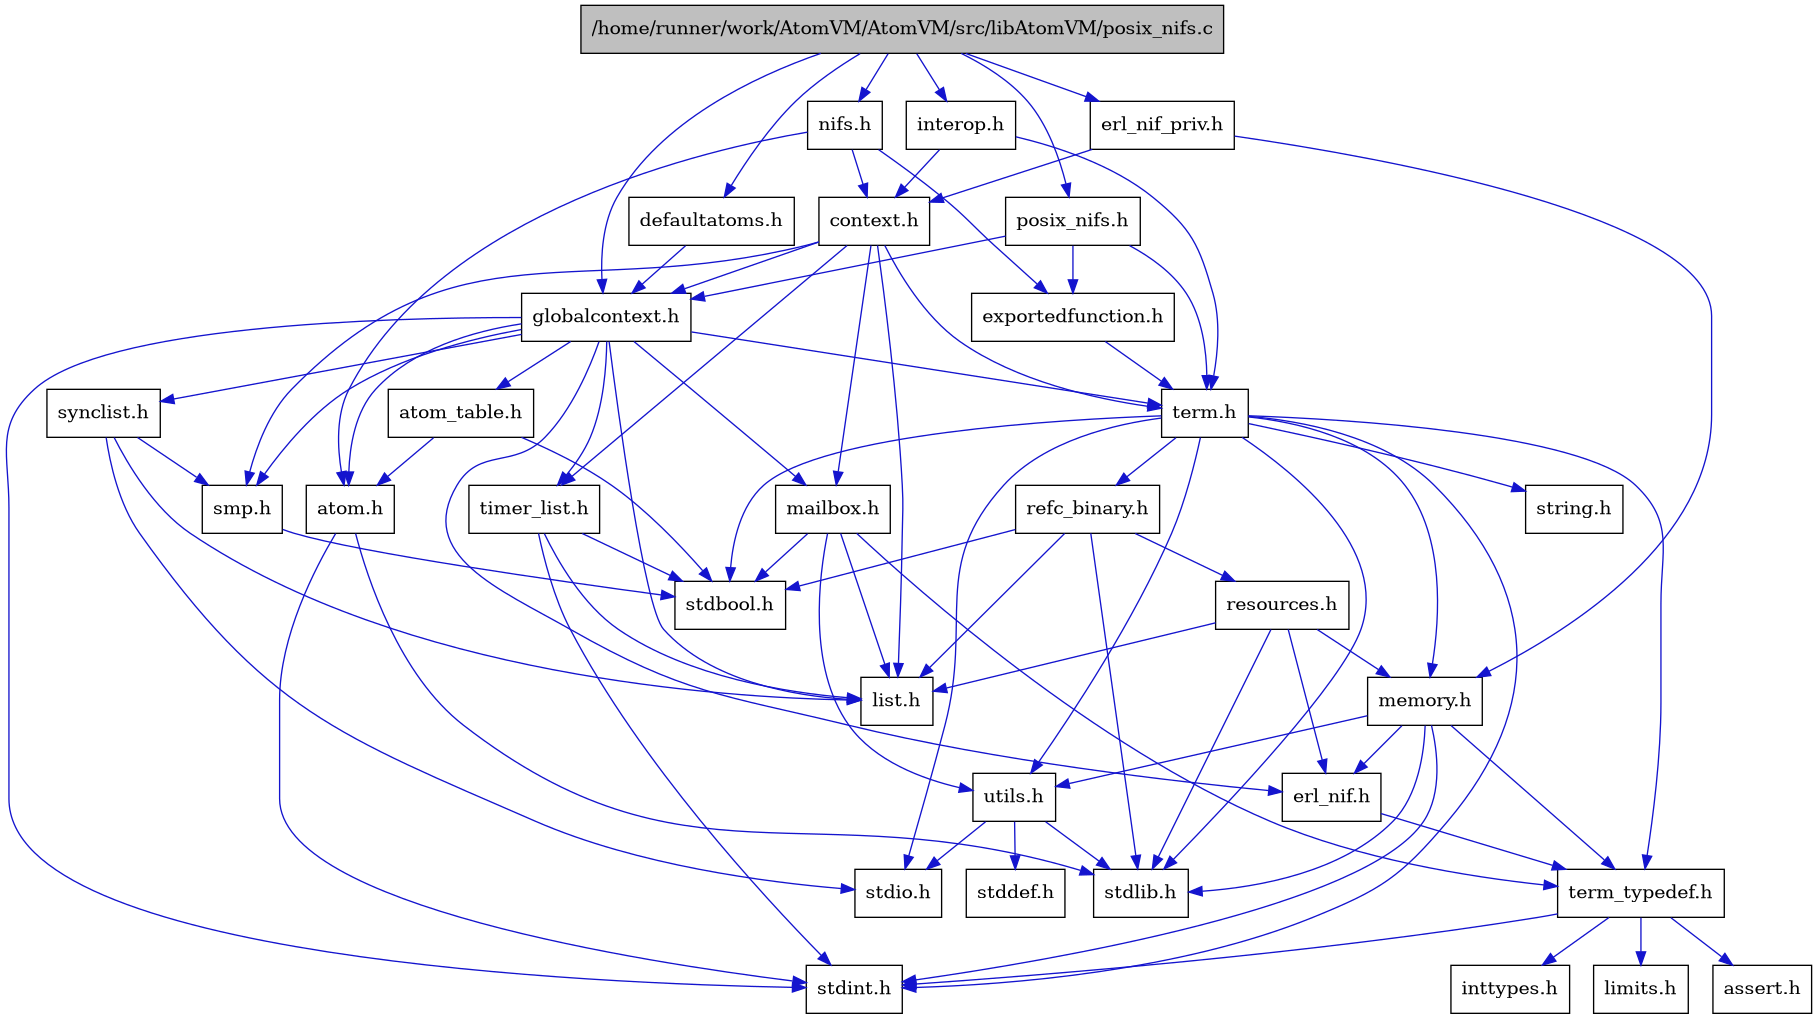 /home/runner/work/AtomVM/AtomVM/src/libAtomVM/posix_nifs.c
nifs.h
interop.h
erl_nif_priv.h
defaultatoms.h
context.h
posix_nifs.h
globalcontext.h
exportedfunction.h
synclist.h
atom_table.h
term.h
smp.h
atom.h
timer_list.h
mailbox.h
refc_binary.h
string.h
stdbool.h
resources.h
list.h
memory.h
utils.h
erl_nif.h
stdio.h
stddef.h
stdlib.h
term_typedef.h
stdint.h
inttypes.h
limits.h
assert.h